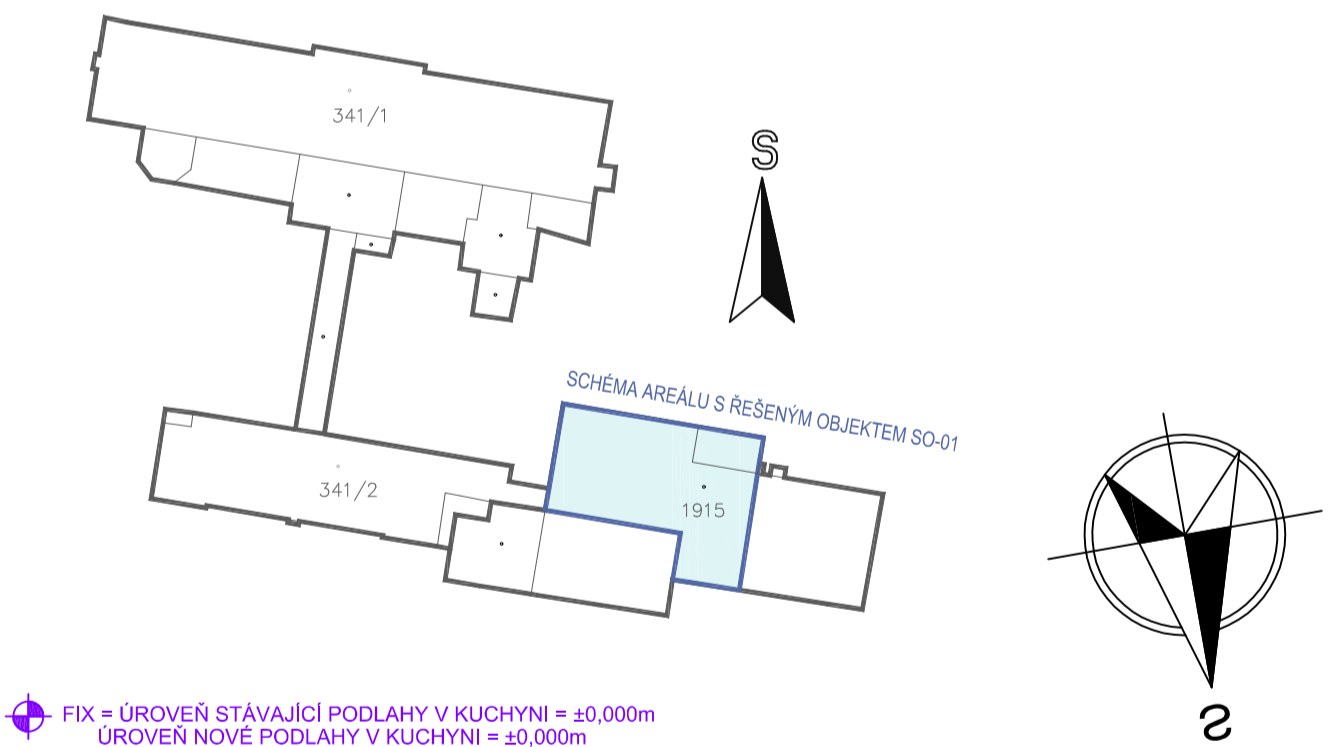 341/1
S
SCHÉMA AREÁLU S ŘEŠENÝM OBJEKTEM SO-01
341/2
1915
S
FIX = ÚROVEŇ STÁVAJÍCÍ PODLAHY V KUCHYNI = ±0,000m
ÚROVEŇ NOVÉ PODLAHY V KUCHYNI = ±0,000m